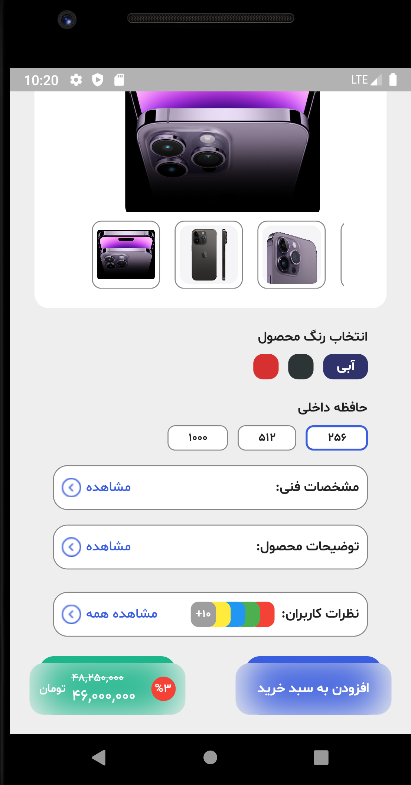 10:20 LTE
انتخاب رنگ محصول
آبی
حافظه داخلی
۲۵۶ ۵۱۲ ۱۰۰۰
مشخصات فنی: مشاهده
توضیحات محصول: مشاهده
نظرات کاربران: +۱۰ مشاهده همه
افزودن به سبد خرید
%۳
۴۸,۲۵۰,۰۰۰
۴۶,۰۰۰,۰۰۰ تومان